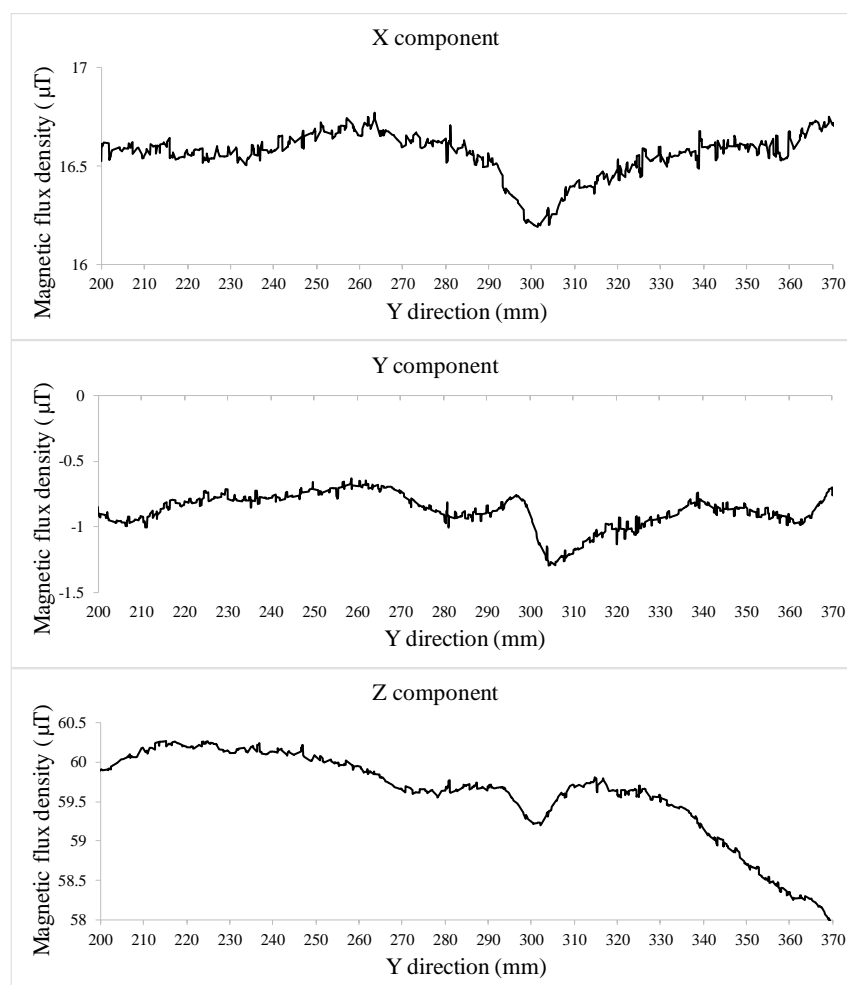 X component
Magnetic flux density ( µT)
17
16.5
16
200 210 220 230 240 250 260 270 280 290 300 310 320 330 340 350 360 370
Y direction (mm)
Y component
Magnetic flux density ( µT)
0
-0.5
-1
-1.5
200 210 220 230 240 250 260 270 280 290 300 310 320 330 340 350 360 370
Y direction (mm)
Z component
Magnetic flux density ( µT)
60.5
60
59.5
59
58.5
58
200 210 220 230 240 250 260 270 280 290 300 310 320 330 340 350 360 370
Y direction (mm)